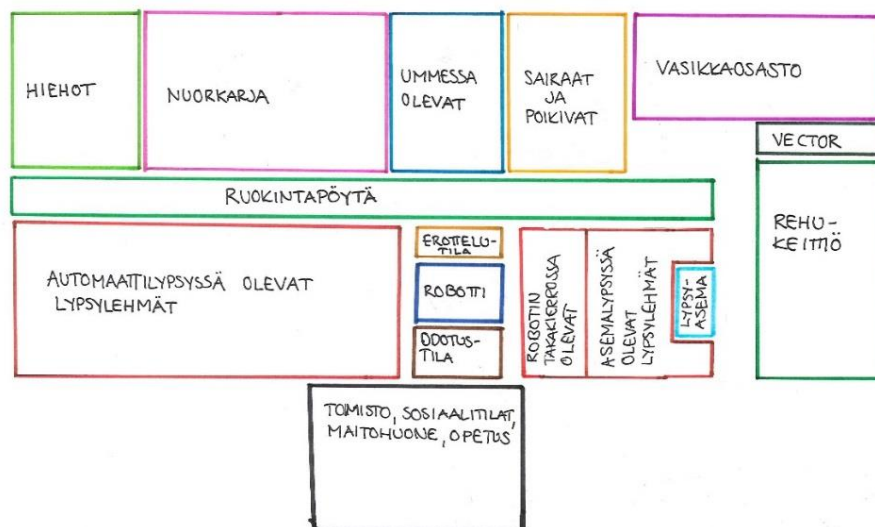 HIEHOT
NUORKARJA
UMMESSA
OLEVAT
SAIRAAT
JA
POIKIVAT
VASIKKAOSASTO
VECTOR
RUOKINTAPÖYTÄ
REHU-
KEITTIÖ
AUTOMAATTILYPSYSSÄ OLEVAT
LYPSYLEHMÄT
EROTTELU-
TILA
ROBOTTI
ODOTUS-
TILA
ROBOTIN
TAKAKIERROSSA
OLEVAT
ASEMALYPSYSSÄ
OLEVAT
LYPSYLEHMÄT
LYPSY-
ASEMA
TOIMISTO, SOSIAALITILAT,
MAITOHUONE, OPETUS